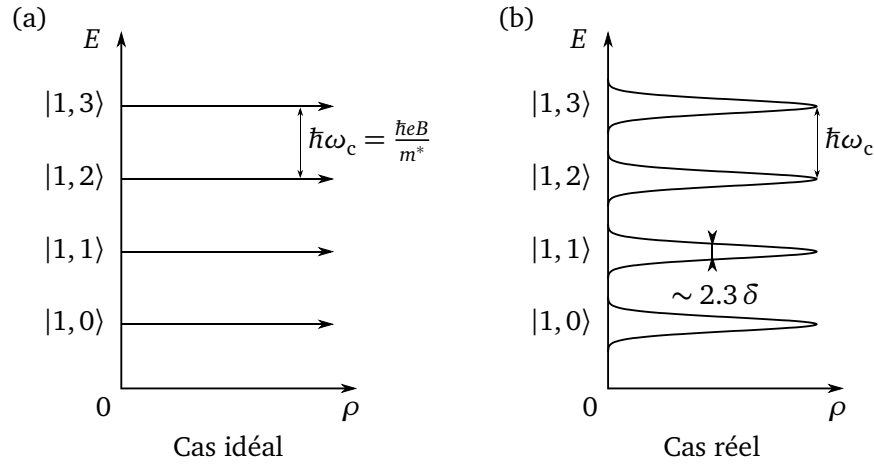 (a)
E
|1, 3⟩
ℏω_c = ℏeB/m*
|1, 2⟩
|1, 1⟩
|1, 0⟩
0
ρ
Cas idéal
(b)
E
|1, 3⟩
ℏω_c
|1, 2⟩
|1, 1⟩
∼ 2.3 δ
|1, 0⟩
0
ρ
Cas réel